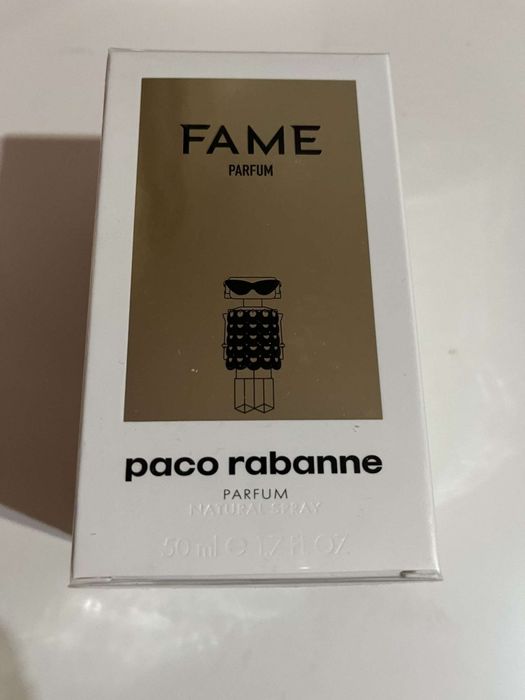 FAME
PARFUM
paco rabanne
PARFUM
NATURAL SPRAY
50 ml ℮ 1.7 fl. OZ.